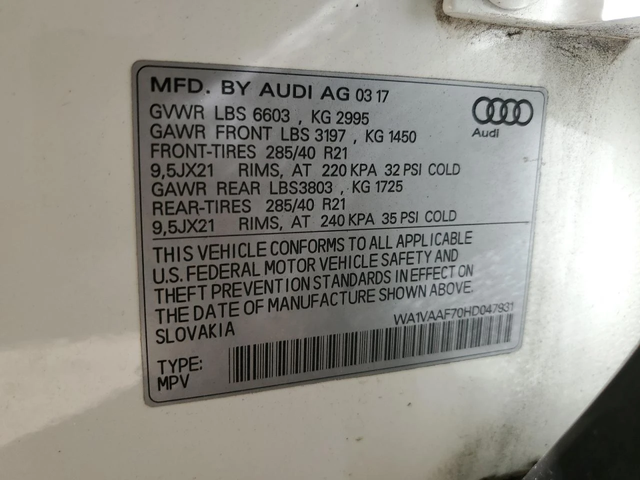 MFD. BY AUDI AG 03 17
GVWR LBS 6603 , KG 2995
GAWR FRONT LBS 3197 , KG 1450
FRONT-TIRES 285/40 R21
9,5JX21 RIMS, AT 220 KPA 32 PSI COLD
GAWR REAR LBS3803 , KG 1725
REAR-TIRES 285/40 R21
9,5JX21 RIMS, AT 240 KPA 35 PSI COLD
Audi
THIS VEHICLE CONFORMS TO ALL APPLICABLE
U.S. FEDERAL MOTOR VEHICLE SAFETY AND
THEFT PREVENTION STANDARDS IN EFFECT ON
THE DATE OF MANUFACTURE SHOWN ABOVE.
SLOVAKIA
WA1VAAF70HD047931
TYPE:
MPV